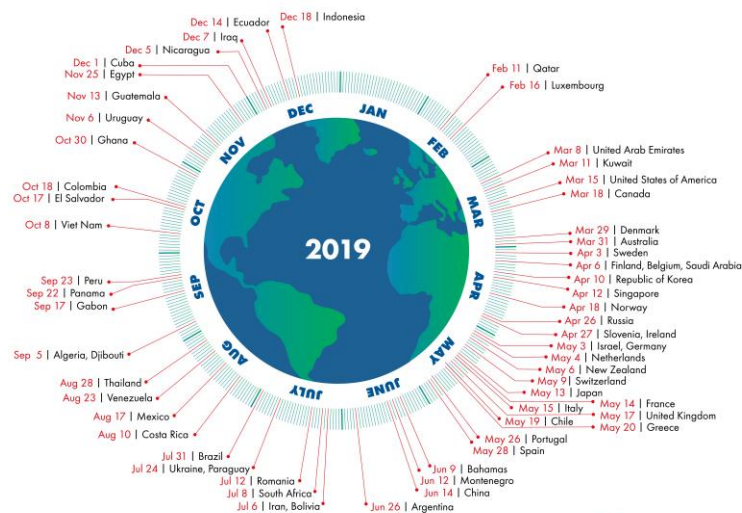 Dec 18 | Indonesia
Dec 14 | Ecuador
Dec 7 | Iraq
Dec 5 | Nicaragua
Dec 1 | Cuba
Nov 25 | Egypt
Nov 13 | Guatemala
Nov 6 | Uruguay
Oct 30 | Ghana
Oct 18 | Colombia
Oct 17 | El Salvador
Oct 8 | Viet Nam
Sep 23 | Peru
Sep 22 | Panama
Sep 17 | Gabon
Sep 5 | Algeria, Djibouti
Aug 28 | Thailand
Aug 23 | Venezuela
Aug 17 | Mexico
Aug 10 | Costa Rica
Jul 31 | Brazil
Jul 24 | Ukraine, Paraguay
Jul 12 | Romania
Jul 8 | South Africa
Jul 6 | Iran, Bolivia
JAN
FEB
MAR
APR
MAY
JUNE
JULY
AUG
SEP
OCT
NOV
DEC
2019
Feb 11 | Qatar
Feb 16 | Luxembourg
Mar 8 | United Arab Emirates
Mar 11 | Kuwait
Mar 15 | United States of America
Mar 18 | Canada
Mar 29 | Denmark
Mar 31 | Australia
Apr 3 | Sweden
Apr 6 | Finland, Belgium, Saudi Arabia
Apr 10 | Republic of Korea
Apr 12 | Singapore
Apr 18 | Norway
Apr 26 | Russia
Apr 27 | Slovenia, Ireland
May 3 | Israel, Germany
May 4 | Netherlands
May 6 | New Zealand
May 9 | Switzerland
May 13 | Japan
May 14 | France
May 15 | Italy
May 17 | United Kingdom
May 19 | Chile
May 20 | Greece
May 26 | Portugal
May 28 | Spain
Jun 9 | Bahamas
Jun 12 | Montenegro
Jun 14 | China
Jun 26 | Argentina